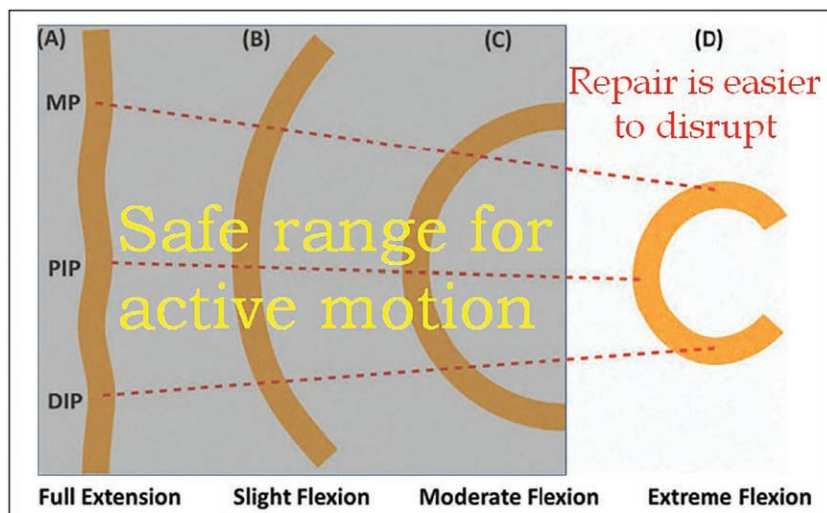 (A)
(B)
(C)
(D)
Repair is easier
to disrupt
MP
Safe range for
active motion
PIP
DIP
Full Extension
Slight Flexion
Moderate Flexion
Extreme Flexion